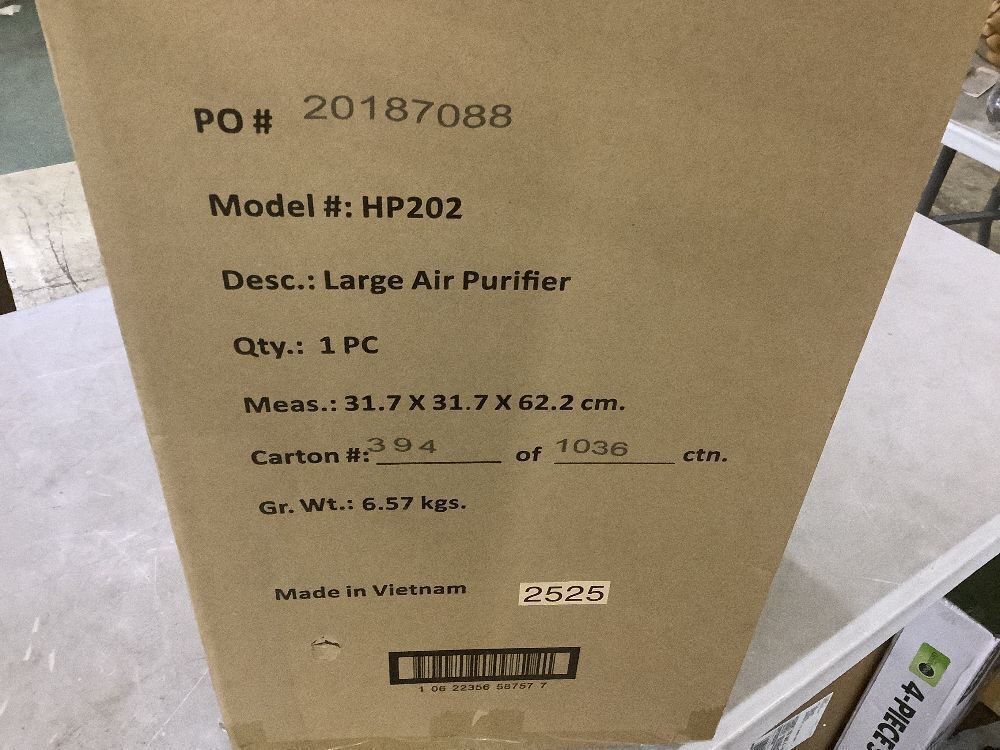 PO # 20187088
Model #: HP202
Desc.: Large Air Purifier
Qty.: 1 PC
Meas.: 31.7 X 31.7 X 62.2 cm.
Carton #: 394 of 1036 ctn.
Gr. Wt.: 6.57 kgs.
Made in Vietnam 2525
1 06 22356 58757 7
4-PIECE